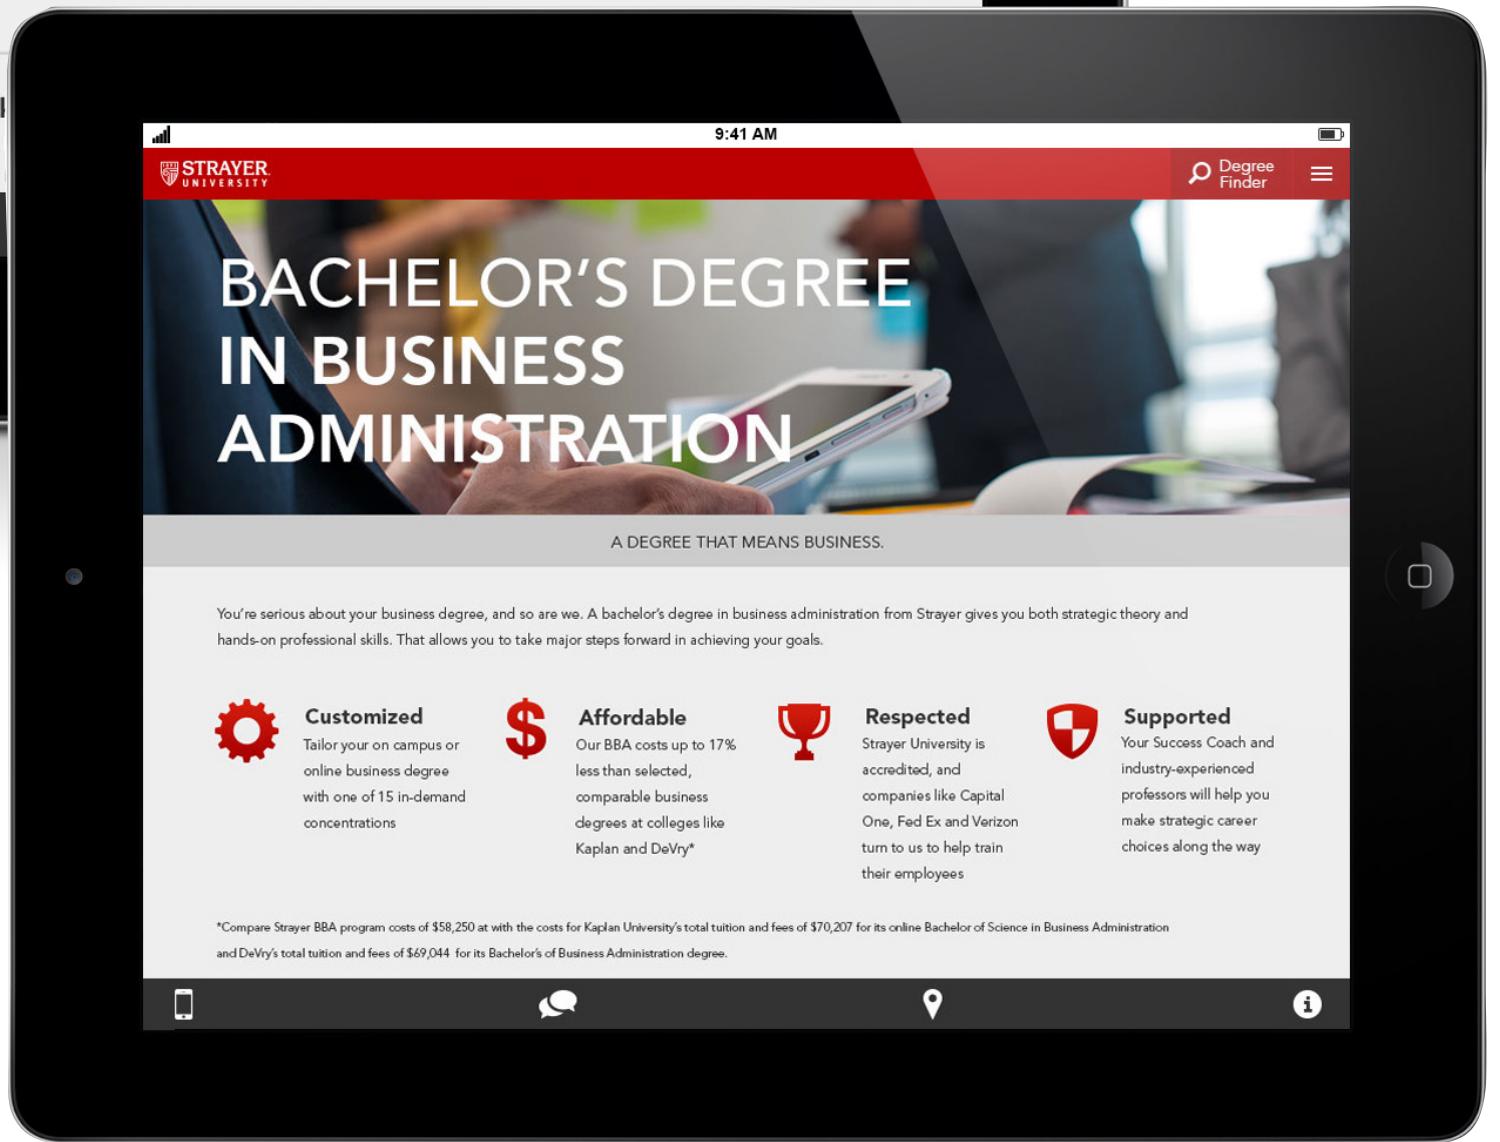 9:41 AM
STRAYER
UNIVERSITY
Degree
Finder
BACHELOR'S DEGREE
IN BUSINESS
ADMINISTRATION
A DEGREE THAT MEANS BUSINESS.
You're serious about your business degree, and so are we. A bachelor's degree in business administration from Strayer gives you both strategic theory and
hands-on professional skills. That allows you to take major steps forward in achieving your goals.
Customized
Tailor your on campus or
online business degree
with one of 15 in-demand
concentrations
Affordable
Our BBA costs up to 17%
less than selected,
comparable business
degrees at colleges like
Kaplan and DeVry*
Respected
Strayer University is
accredited, and
companies like Capital
One, Fed Ex and Verizon
turn to us to help train
their employees
Supported
Your Success Coach and
industry-experienced
professors will help you
make strategic career
choices along the way
*Compare Strayer BBA program costs of $58,250 at with the costs for Kaplan University's total tuition and fees of $70,207 for its online Bachelor of Science in Business Administration
and DeVry's total tuition and fees of $69,044 for its Bachelor's of Business Administration degree.